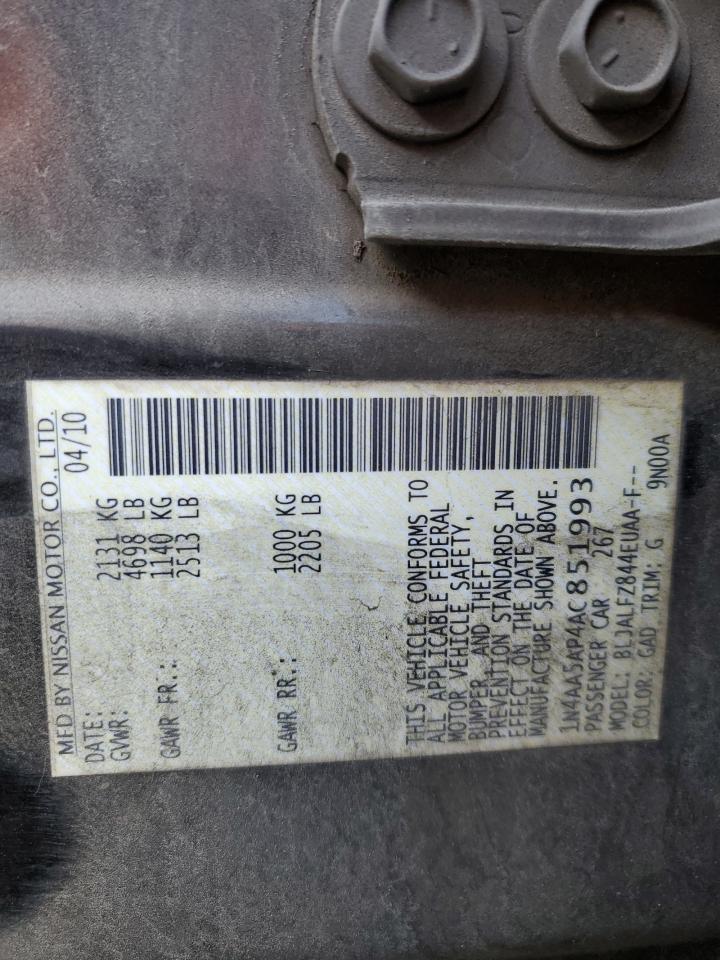 MFD BY NISSAN MOTOR CO., LTD.
DATE: 04/10
GVWR: 2131 KG
4698 LB
GAWR FR.: 1140 KG
2513 LB
GAWR RR.: 1000 KG
2205 LB
THIS VEHICLE CONFORMS TO
ALL APPLICABLE FEDERAL
MOTOR VEHICLE SAFETY,
BUMPER AND THEFT
PREVENTION STANDARDS IN
EFFECT ON THE DATE OF
MANUFACTURE SHOWN ABOVE.
1N4AA5AP4AC851993
PASSENGER CAR 267
MODEL: BLJALFZ844EUAA-F--
COLOR: GAD TRIM: G 9N00A